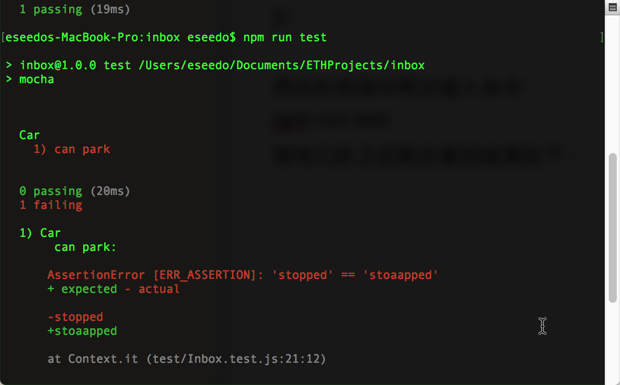 1 passing (19ms)
[eseedos-MacBook-Pro:inbox eseedo$ npm run test ]
> inbox@1.0.0 test /Users/eseedo/Documents/ETHProjects/inbox
> mocha
Car
1) can park
0 passing (20ms)
1 failing
1) Car
can park:
AssertionError [ERR_ASSERTION]: 'stopped' == 'stoaapped'
+ expected - actual
-stopped
+stoaapped
at Context.it (test/Inbox.test.js:21:12)